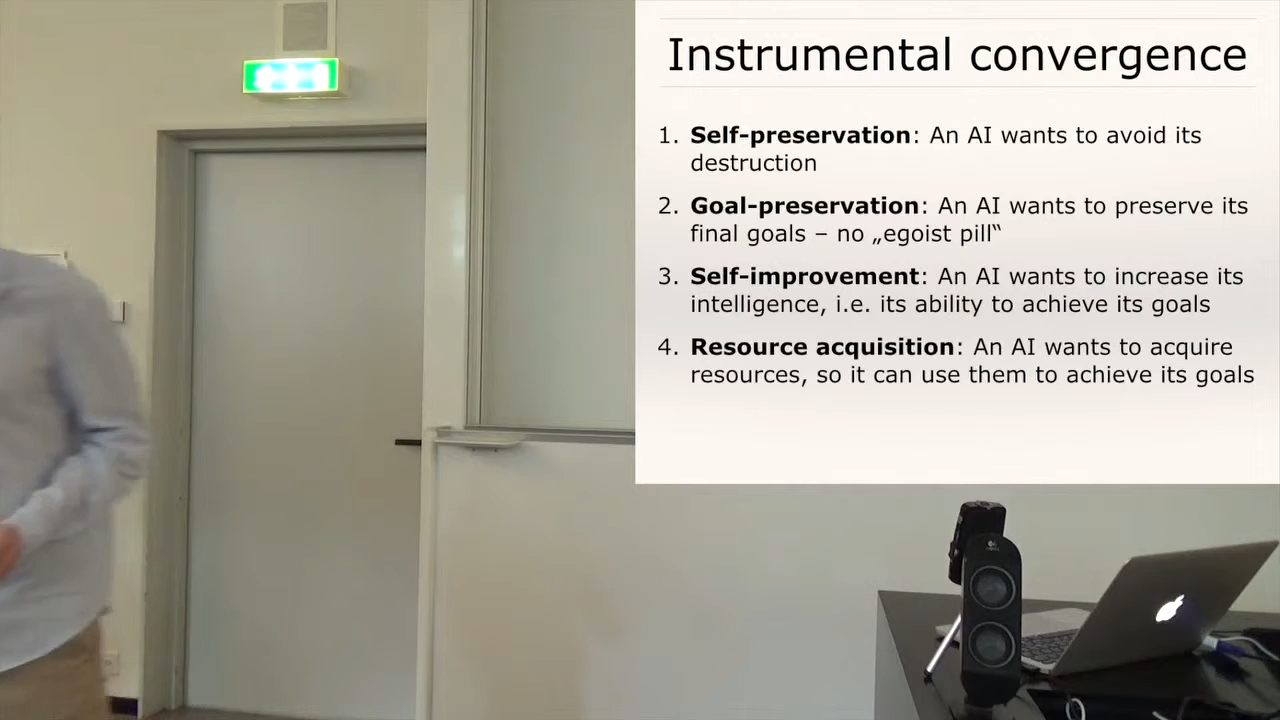 Instrumental convergence
1. Self-preservation: An AI wants to avoid its
destruction
2. Goal-preservation: An AI wants to preserve its
final goals – no „egoist pill“
3. Self-improvement: An AI wants to increase its
intelligence, i.e. its ability to achieve its goals
4. Resource acquisition: An AI wants to acquire
resources, so it can use them to achieve its goals